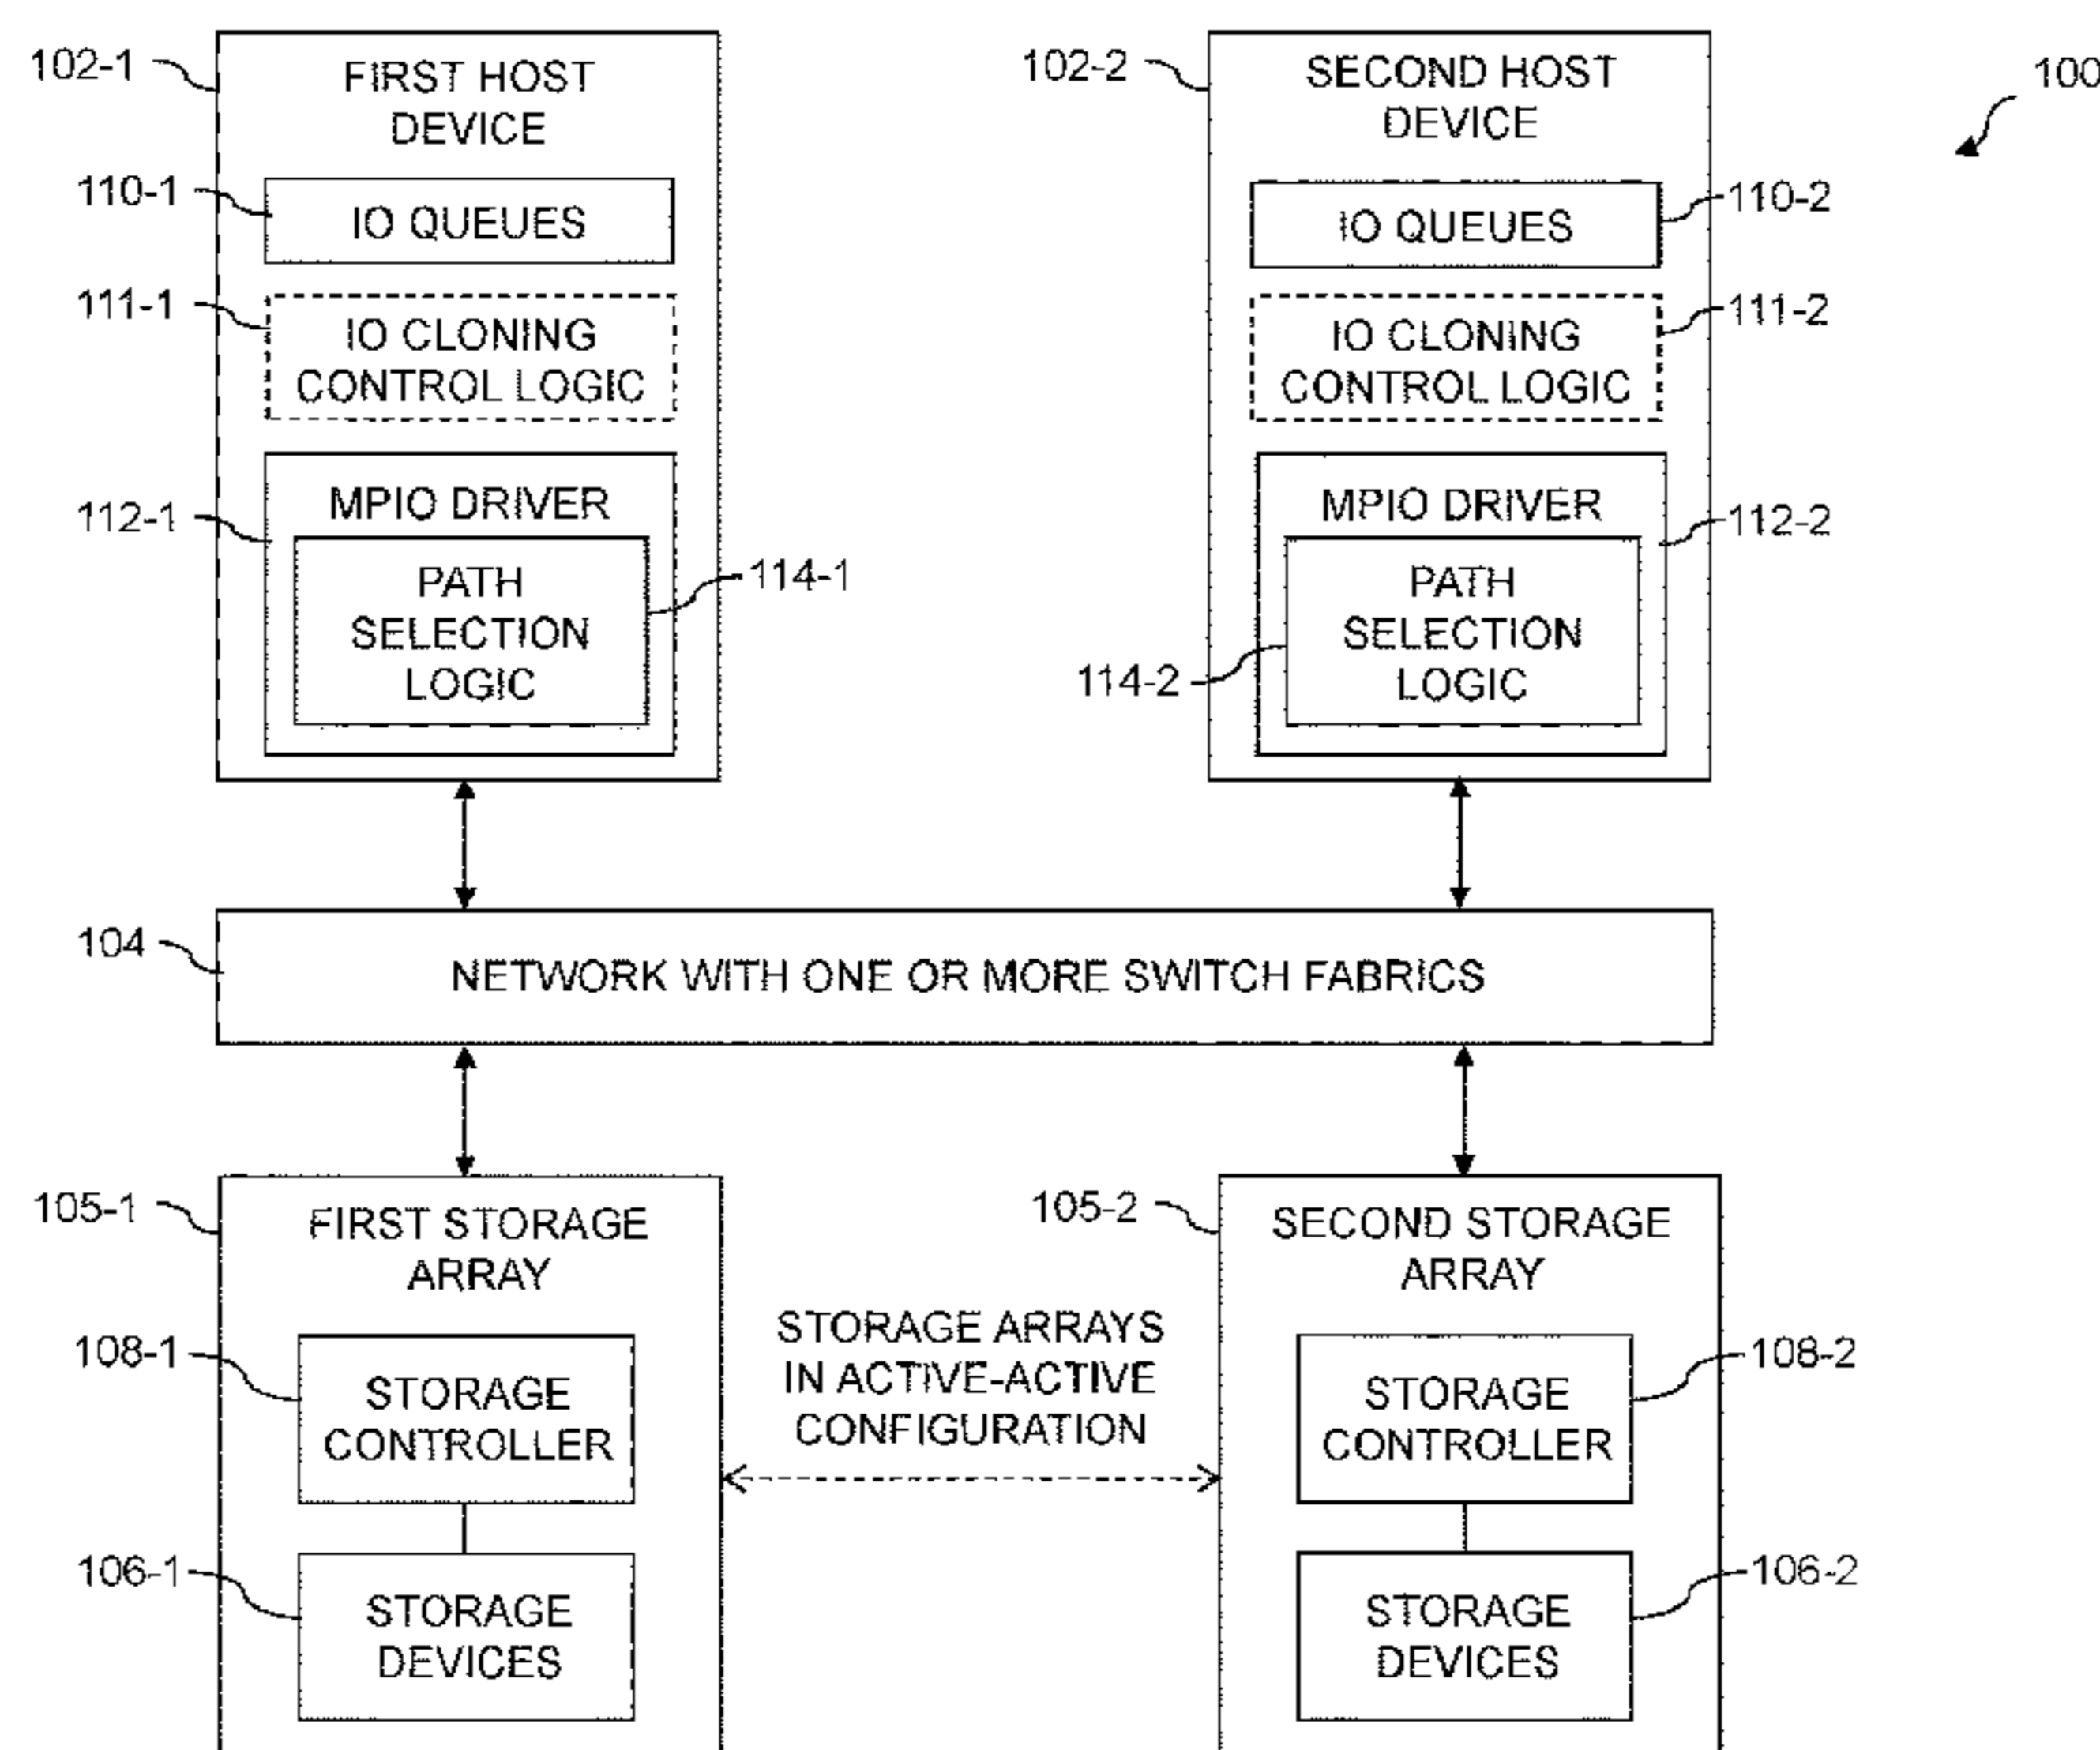 102-1
FIRST HOST
DEVICE
110-1
IO QUEUES
111-1
IO CLONING
CONTROL LOGIC
112-1
MPIO DRIVER
PATH
SELECTION
LOGIC
114-1
102-2
SECOND HOST
DEVICE
100
IO QUEUES
110-2
IO CLONING
CONTROL LOGIC
111-2
MPIO DRIVER
112-2
PATH
SELECTION
LOGIC
114-2
104
NETWORK WITH ONE OR MORE SWITCH FABRICS
105-1
FIRST STORAGE
ARRAY
108-1
STORAGE
CONTROLLER
106-1
STORAGE
DEVICES
STORAGE ARRAYS
IN ACTIVE-ACTIVE
CONFIGURATION
105-2
SECOND STORAGE
ARRAY
STORAGE
CONTROLLER
108-2
STORAGE
DEVICES
106-2